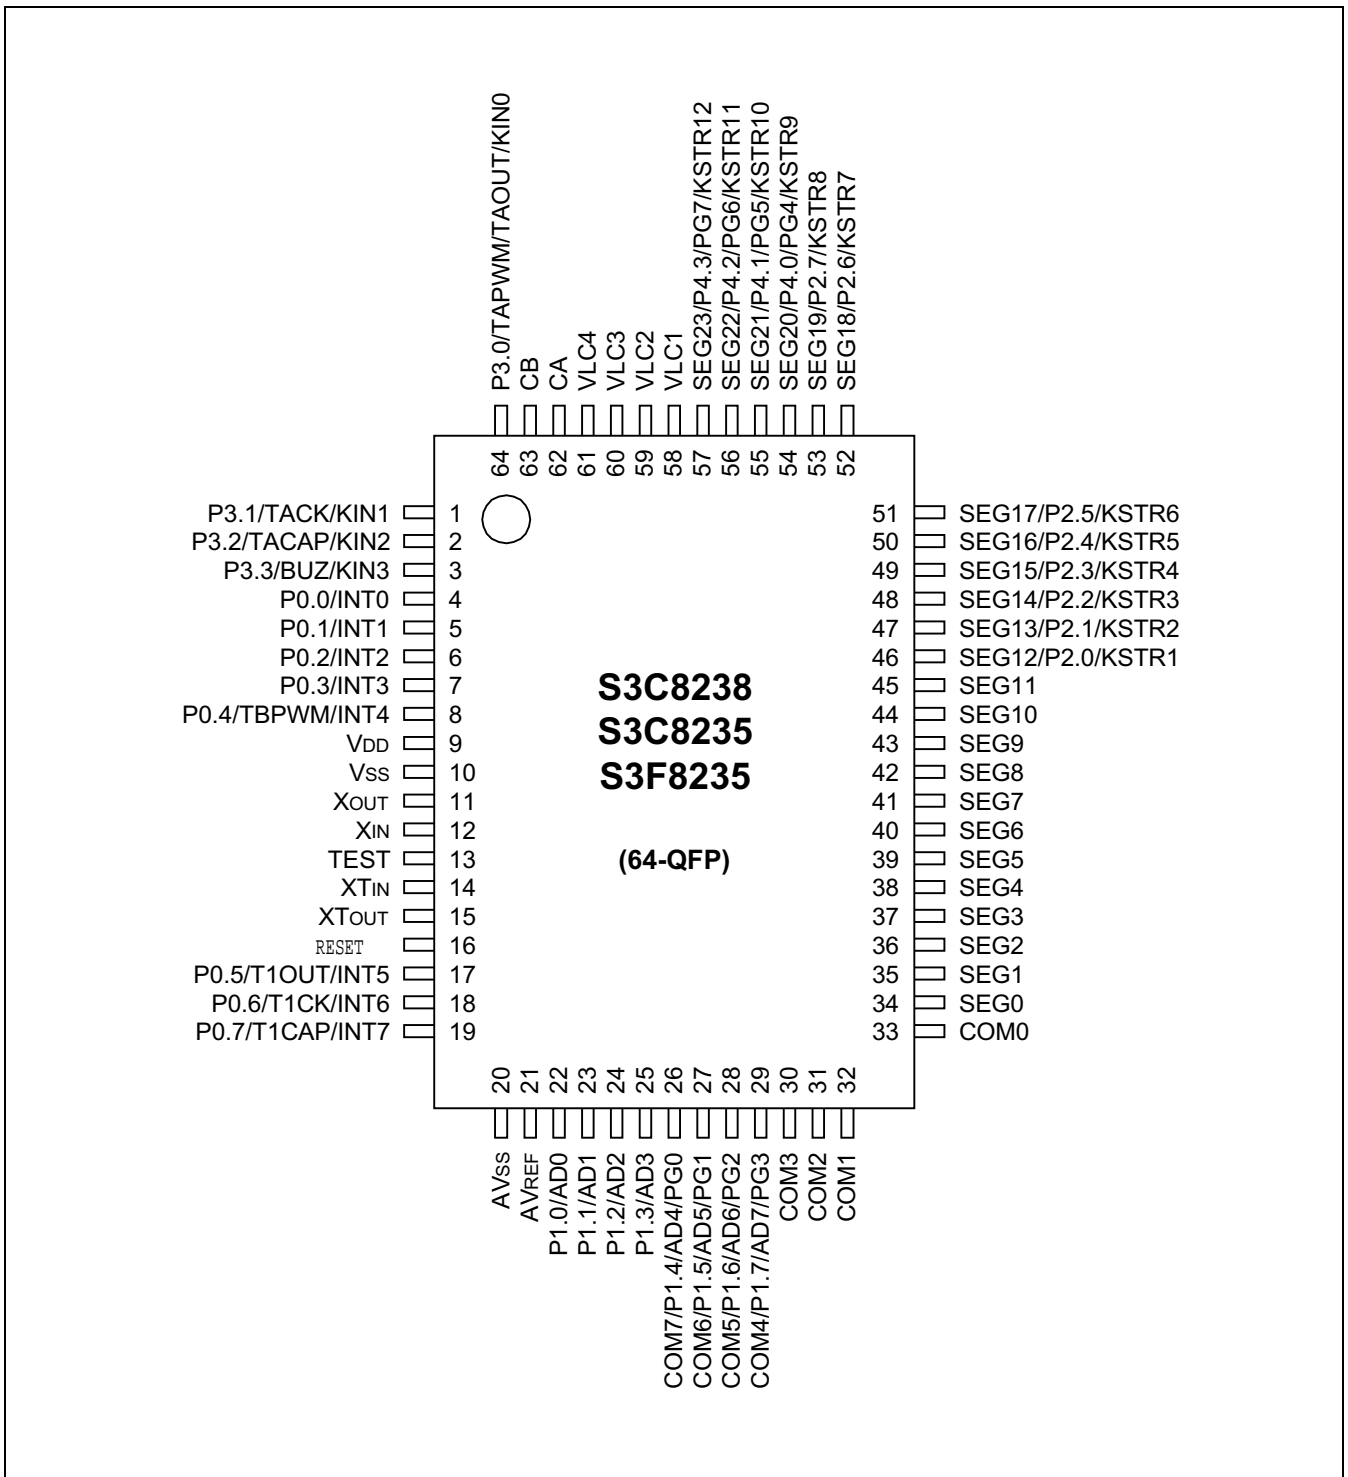 P3.0/TAPWM/TAOUT/KIN0
CB
CA
VLC4
VLC3
VLC2
VLC1
SEG23/P4.3/PG7/KSTR12
SEG22/P4.2/PG6/KSTR11
SEG21/P4.1/PG5/KSTR10
SEG20/P4.0/PG4/KSTR9
SEG19/P2.7/KSTR8
SEG18/P2.6/KSTR7
64 63 62 61 60 59 58 57 56 55 54 53 52
P3.1/TACK/KIN1 1
P3.2/TACAP/KIN2 2
P3.3/BUZ/KIN3 3
P0.0/INT0 4
P0.1/INT1 5
P0.2/INT2 6
P0.3/INT3 7
P0.4/TBPWM/INT4 8
VDD 9
VSS 10
XOUT 11
XIN 12
TEST 13
XTIN 14
XTOUT 15
RESET 16
P0.5/T1OUT/INT5 17
P0.6/T1CK/INT6 18
P0.7/T1CAP/INT7 19
S3C8238
S3C8235
S3F8235
(64-QFP)
51 SEG17/P2.5/KSTR6
50 SEG16/P2.4/KSTR5
49 SEG15/P2.3/KSTR4
48 SEG14/P2.2/KSTR3
47 SEG13/P2.1/KSTR2
46 SEG12/P2.0/KSTR1
45 SEG11
44 SEG10
43 SEG9
42 SEG8
41 SEG7
40 SEG6
39 SEG5
38 SEG4
37 SEG3
36 SEG2
35 SEG1
34 SEG0
33 COM0
20 21 22 23 24 25 26 27 28 29 30 31 32
AVSS
AVREF
P1.0/AD0
P1.1/AD1
P1.2/AD2
P1.3/AD3
COM7/P1.4/AD4/PG0
COM6/P1.5/AD5/PG1
COM5/P1.6/AD6/PG2
COM4/P1.7/AD7/PG3
COM3
COM2
COM1